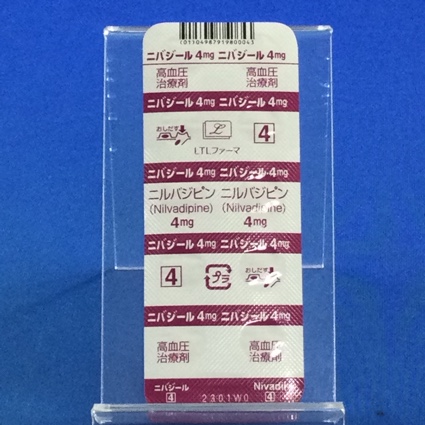 (01)04987919800043
ニバジール 4mg ニバジール 4mg
高血圧 高血圧
治療剤 治療剤
ニバジール 4mg ニバジール 4mg
おしだす 4
LTLファーマ
ニバジール 4mg ニバジール 4mg
ニルバジピン ニルバジピン
(Nilvadipine) (Nilvadipine)
4mg 4mg
ニバジール 4mg ニバジール 4mg
4 プラ おしだす
ニバジール 4mg ニバジール 4mg
高血圧 高血圧
治療剤 治療剤
ニバジール Nivadil
4 2301W0 4